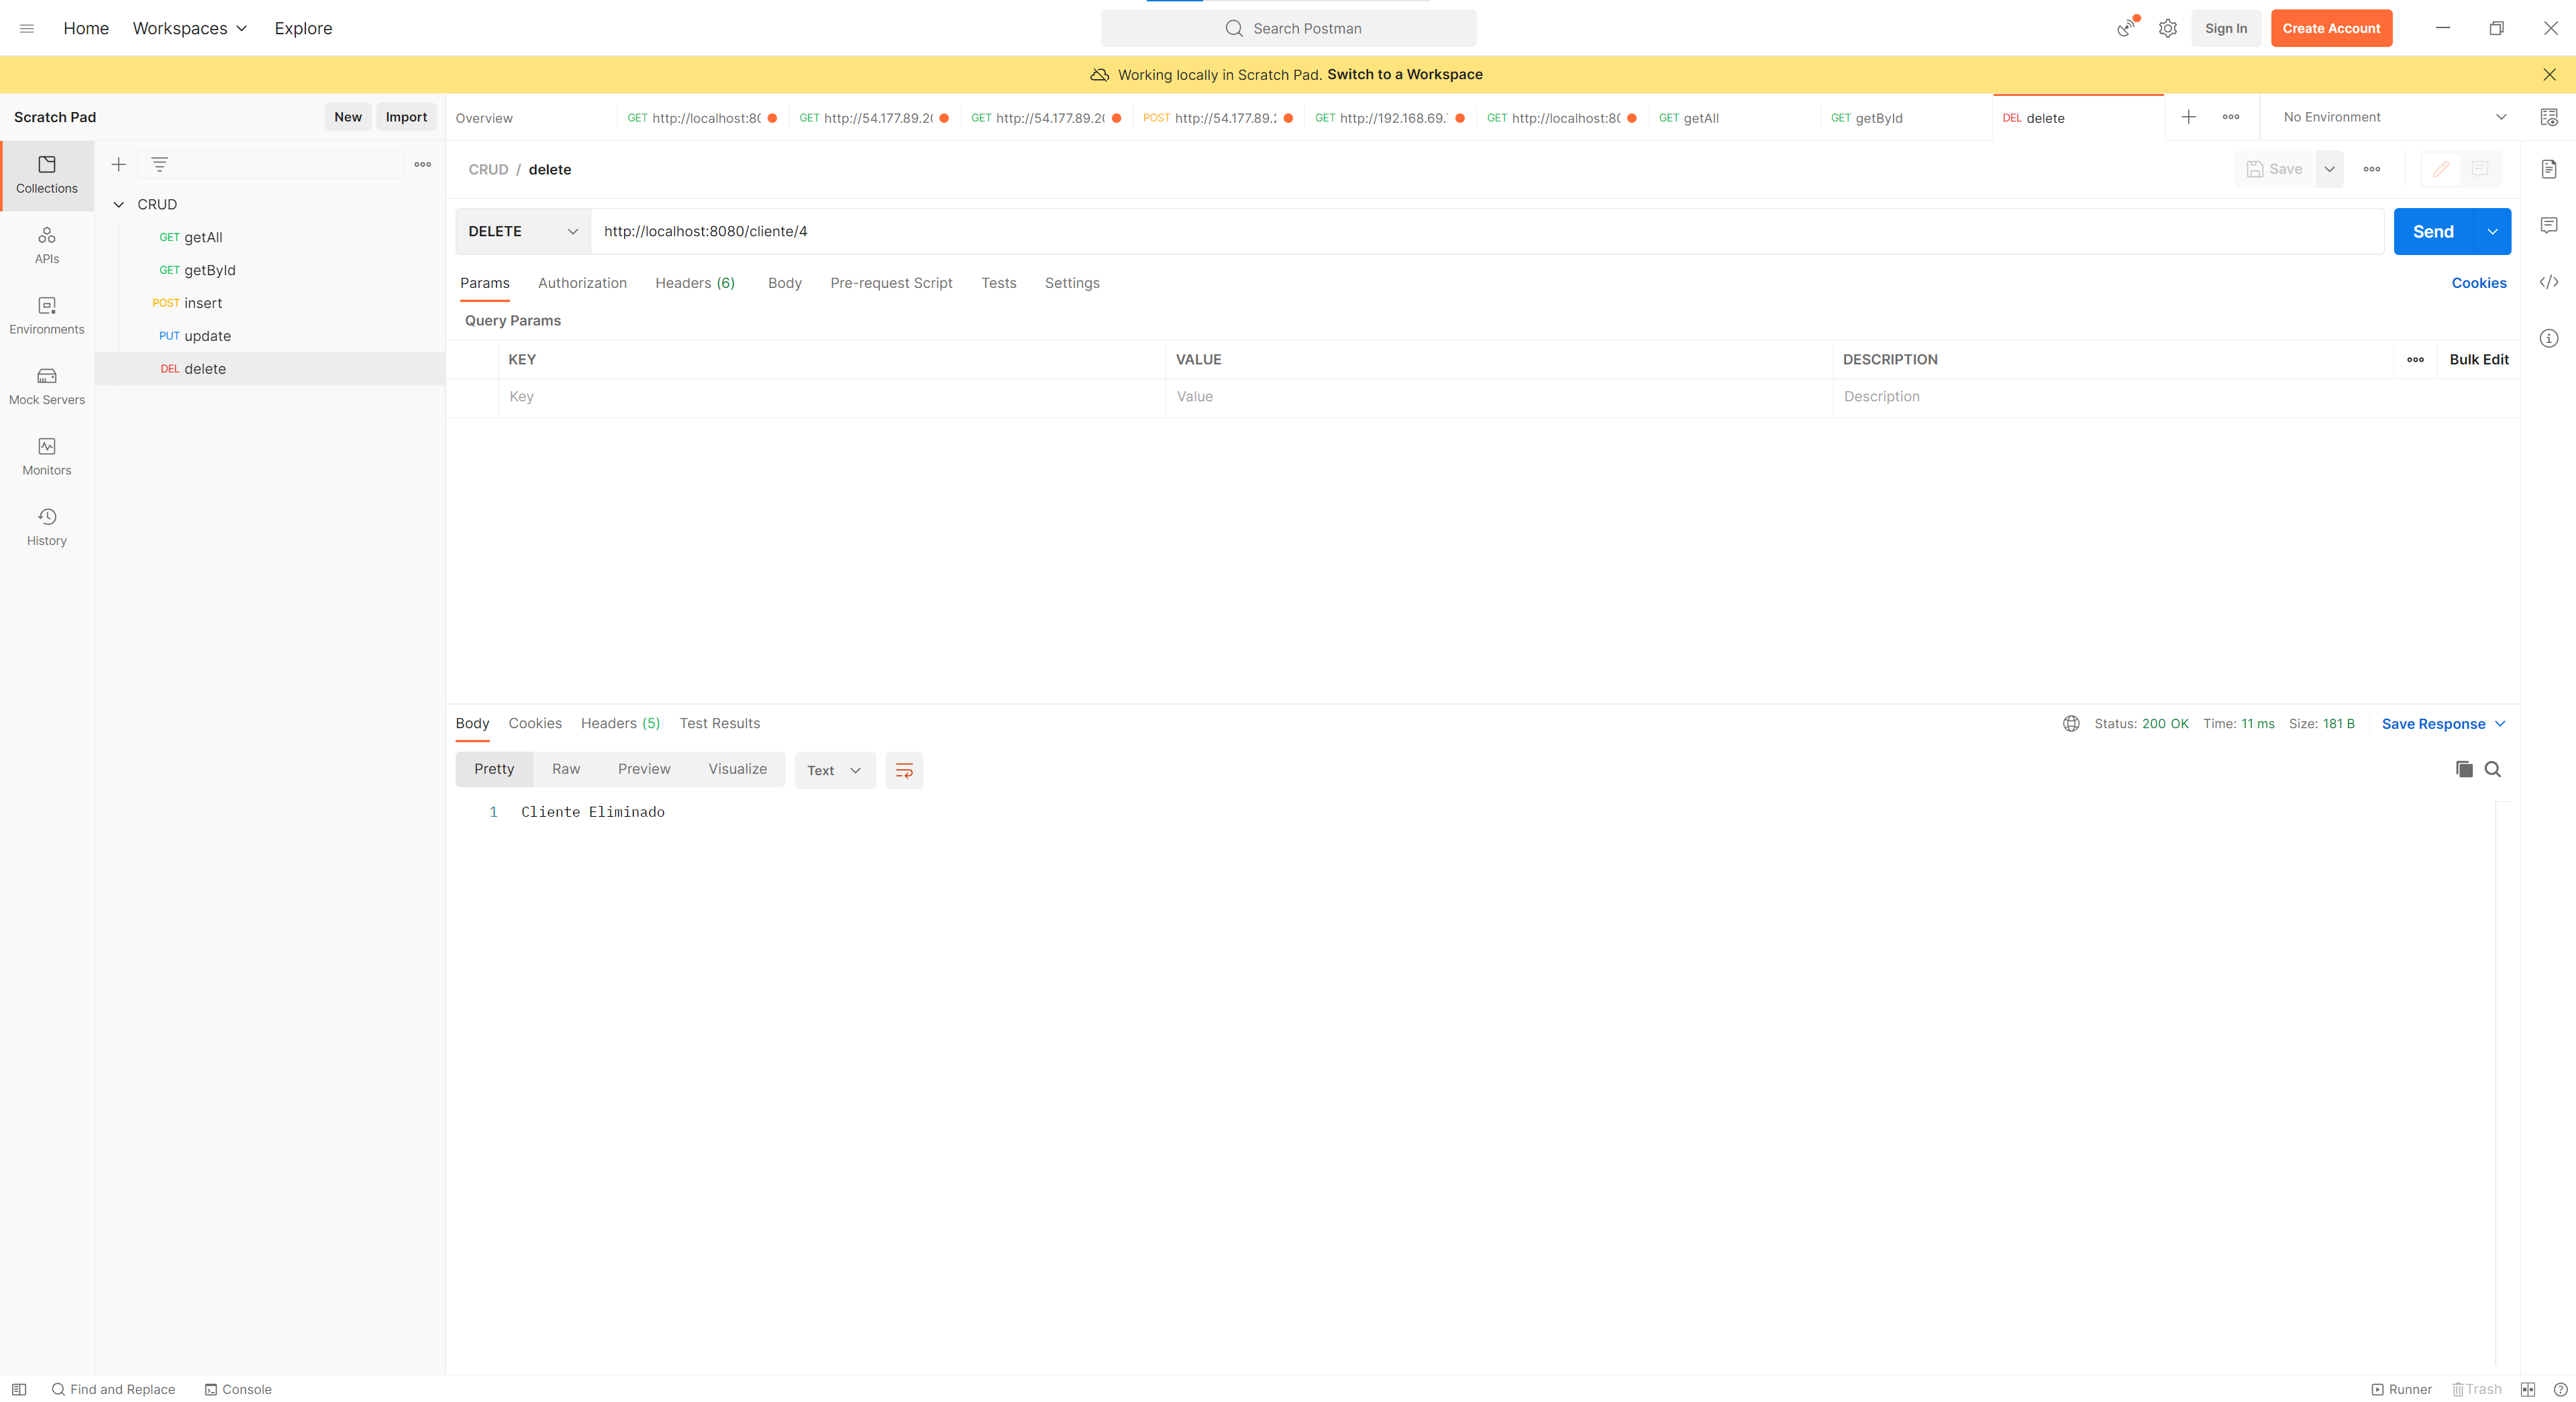 Home Workspaces Explore Search Postman Sign In Create Account
Working locally in Scratch Pad. Switch to a Workspace
Scratch Pad New Import
Overview GET http://localhost:80 GET http://54.177.89.20 GET http://54.177.89.20 POST http://54.177.89. GET http://192.168.69. GET http://localhost:80 GET getAll GET getById DEL delete No Environment
Collections
APIs
Environments
Mock Servers
Monitors
History
CRUD
GET getAll
GET getById
POST insert
PUT update
DEL delete
CRUD / delete Save
DELETE http://localhost:8080/cliente/4 Send
Params Authorization Headers (6) Body Pre-request Script Tests Settings Cookies
Query Params
KEY VALUE DESCRIPTION Bulk Edit
Key Value Description
Body Cookies Headers (5) Test Results Status: 200 OK Time: 11 ms Size: 181 B Save Response
Pretty Raw Preview Visualize Text
1 Cliente Eliminado
Find and Replace Console Runner Trash